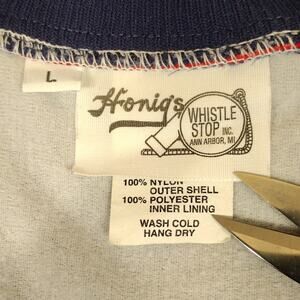 L
Honig's
WHISTLE
STOP INC.
ANN ARBOR, MI
100% NYLON
OUTER SHELL
100% POLYESTER
INNER LINING
WASH COLD
HANG DRY